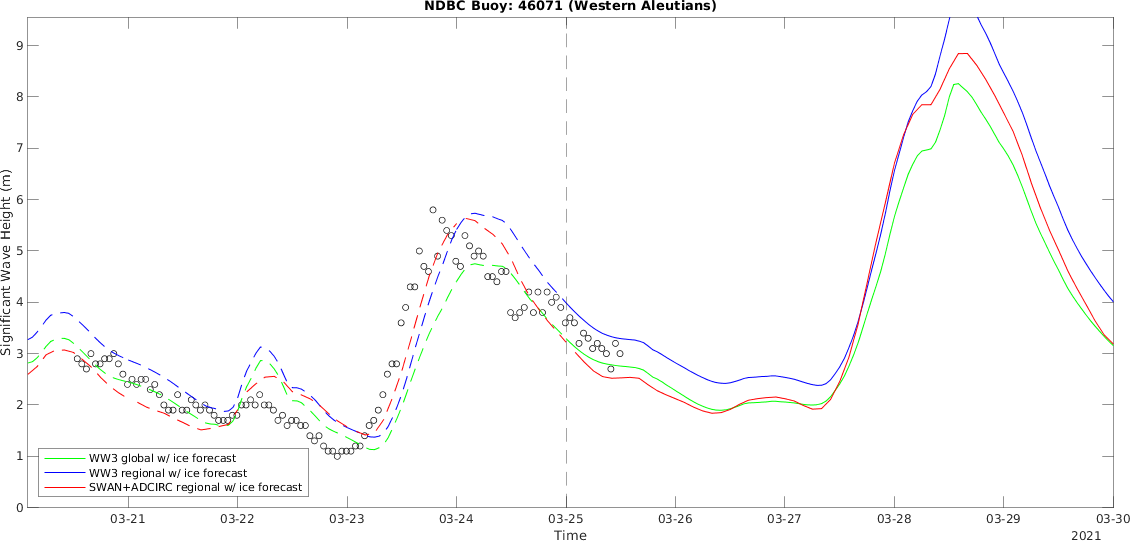 NDBC Buoy: 46071 (Western Aleutians)
Significant Wave Height (m)
9
8
7
6
5
4
3
2
1
0
WW3 global w/ ice forecast
WW3 regional w/ ice forecast
SWAN+ADCIRC regional w/ ice forecast
03-21 03-22 03-23 03-24 03-25 03-26 03-27 03-28 03-29 03-30
Time
2021